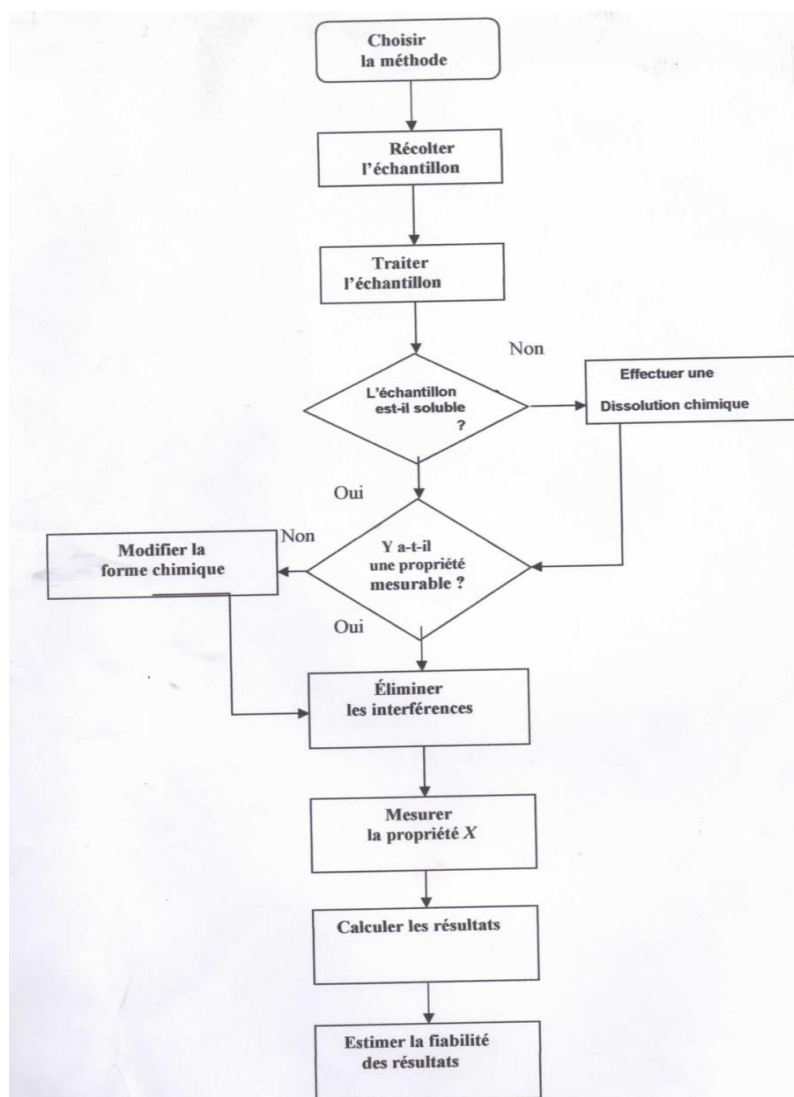 Choisir
la méthode
Récolter
l'échantillon
Traiter
l'échantillon
L'échantillon
est-il soluble
?
Non
Effectuer une
Dissolution chimique
Oui
Y a-t-il
une propriété
mesurable ?
Non
Modifier la
forme chimique
Oui
Éliminer
les interférences
Mesurer
la propriété X
Calculer les résultats
Estimer la fiabilité
des résultats